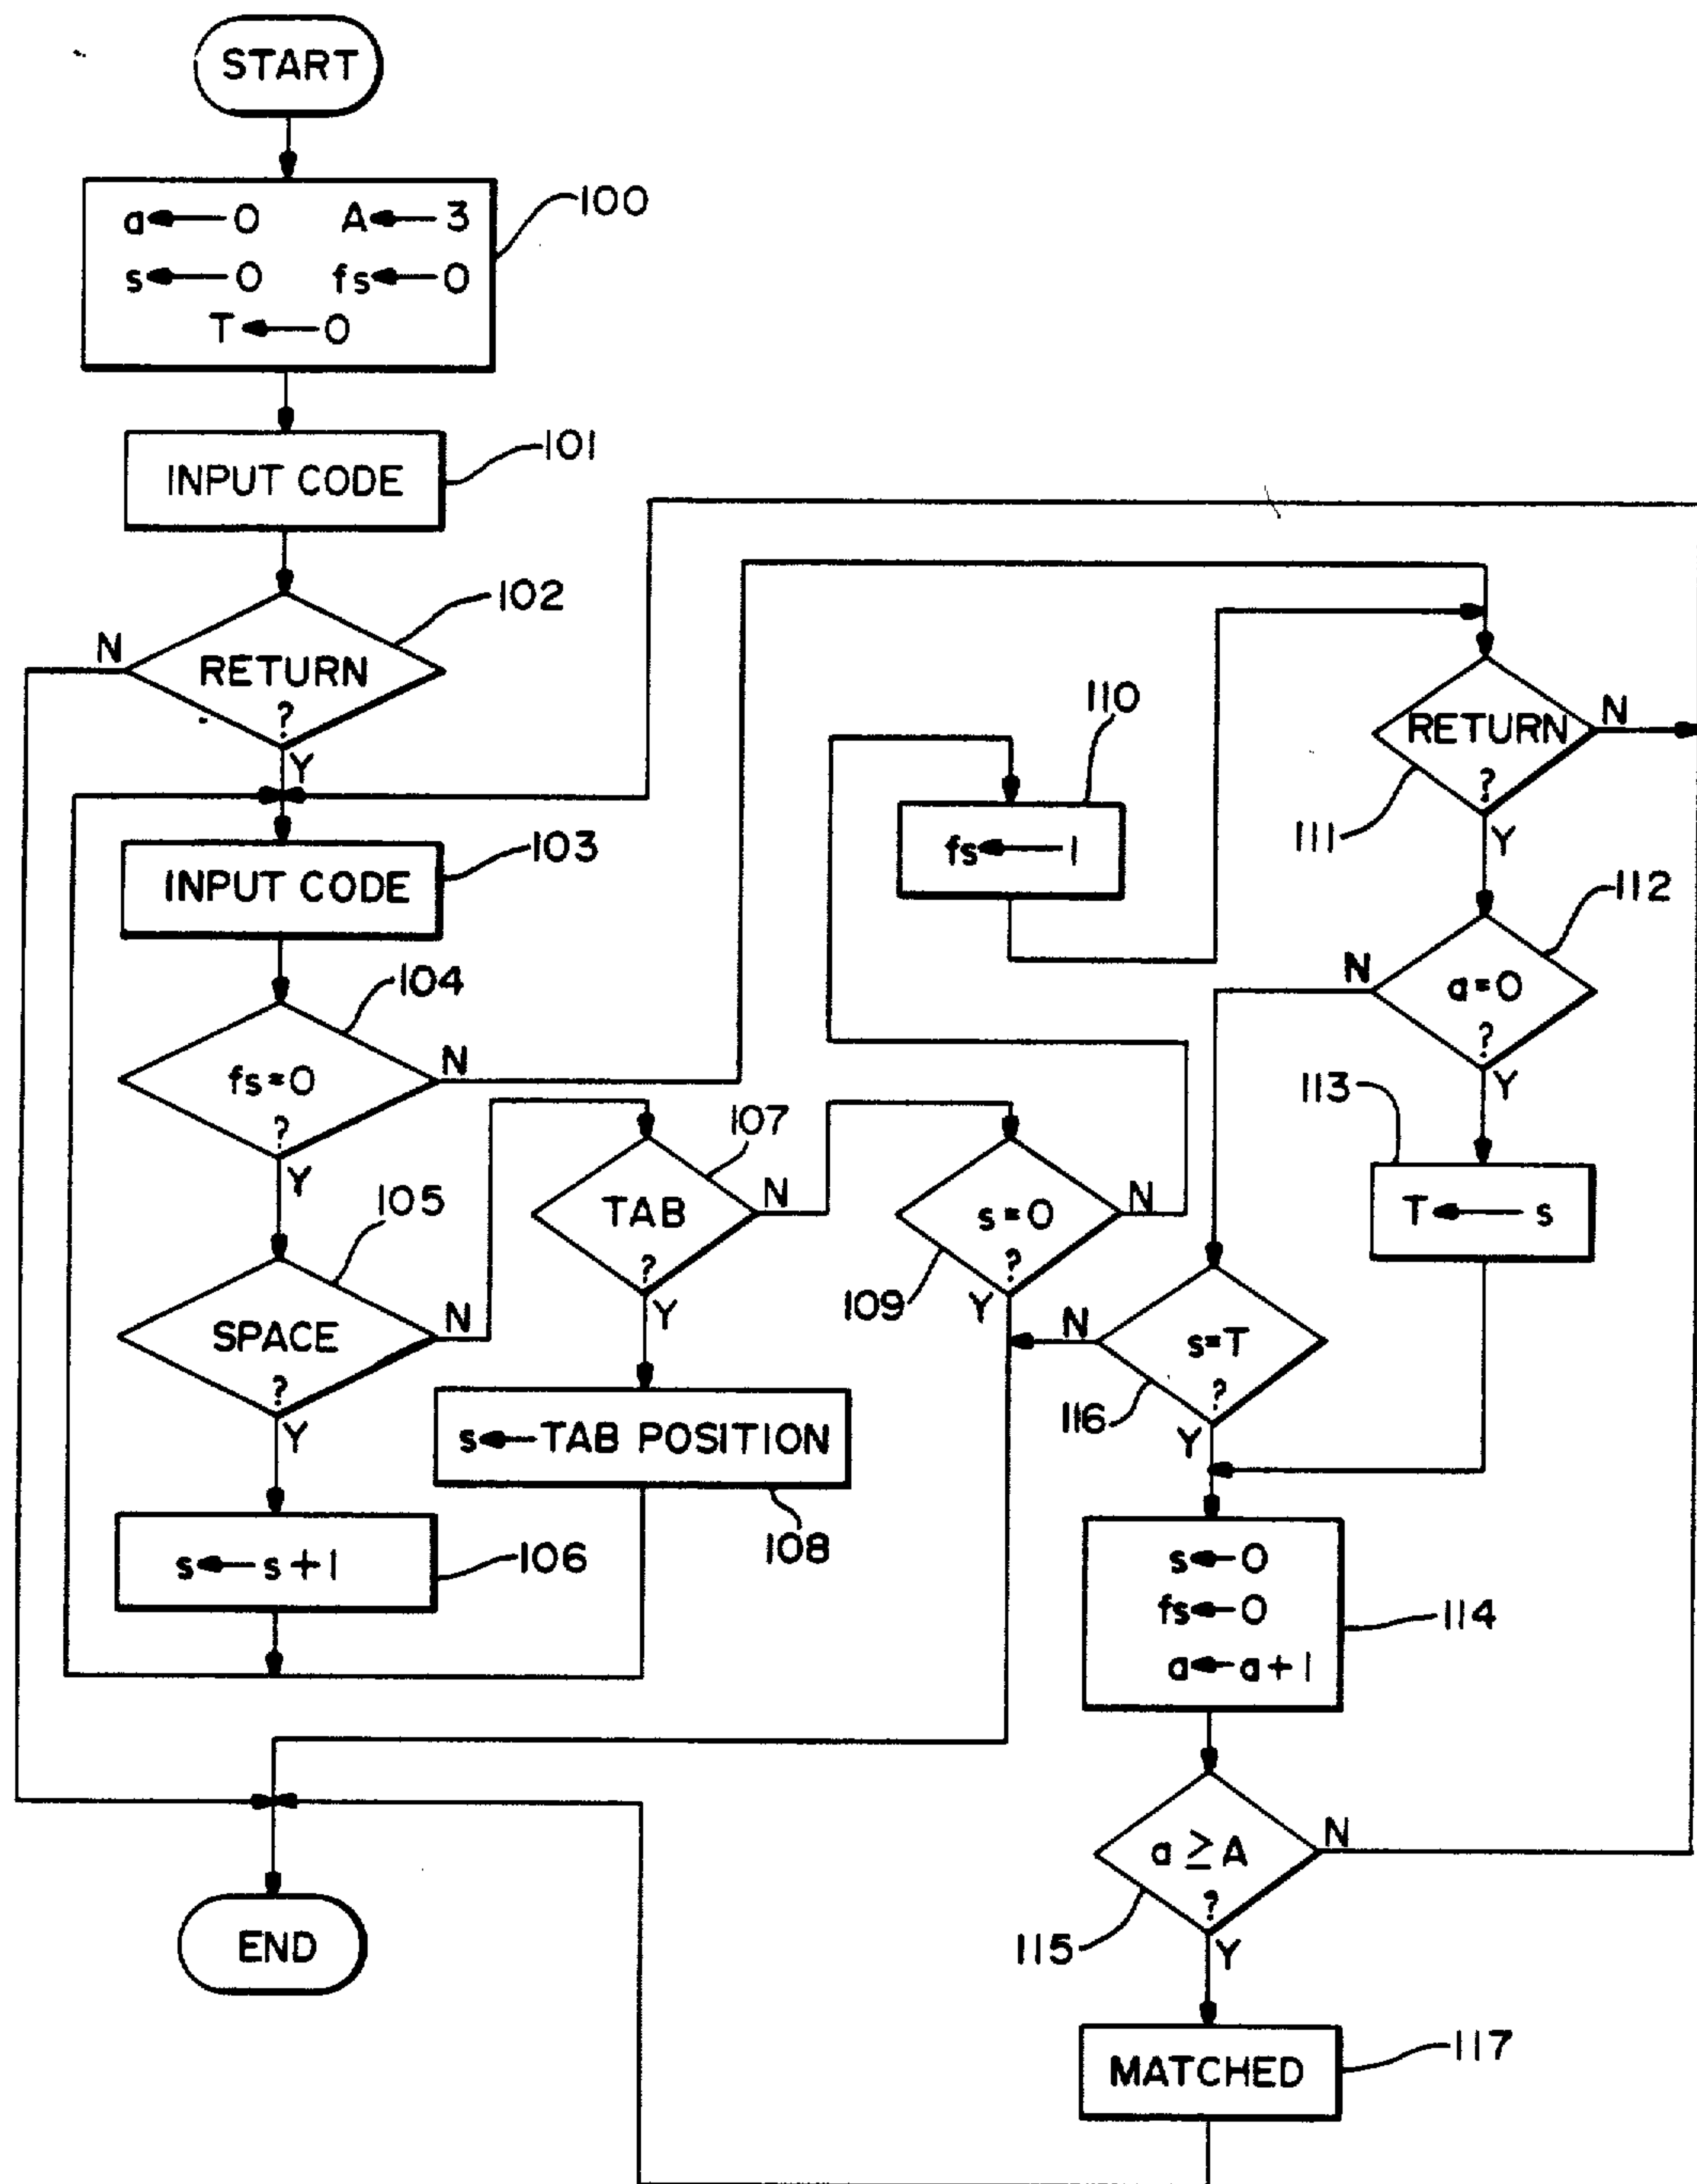 START
a ← 0 A ← 3
s ← 0 fs ← 0
T ← 0
100
INPUT CODE
101
RETURN
?
102
N
Y
INPUT CODE
103
fs=0
?
104
N
Y
SPACE
?
105
N
Y
s ← s+1
106
TAB
?
107
N
Y
s ← TAB POSITION
108
s=0
?
109
N
Y
fs ← 1
110
RETURN
?
111
N
Y
a=0
?
112
N
Y
T ← s
113
s=T
?
116
N
Y
s ← 0
fs ← 0
a ← a+1
114
a ≥ A
?
115
N
Y
MATCHED
117
END